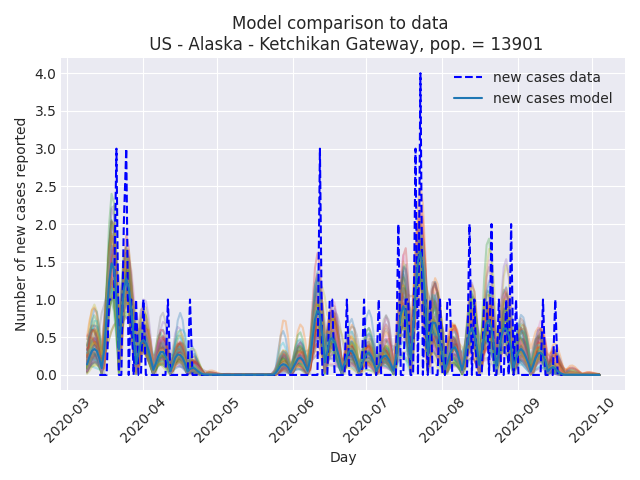 Model comparison to data
US - Alaska - Ketchikan Gateway, pop. = 13901
new cases data
new cases model
Number of new cases reported
4.0
3.5
3.0
2.5
2.0
1.5
1.0
0.5
0.0
2020-03
2020-04
2020-05
2020-06
2020-07
2020-08
2020-09
2020-10
Day